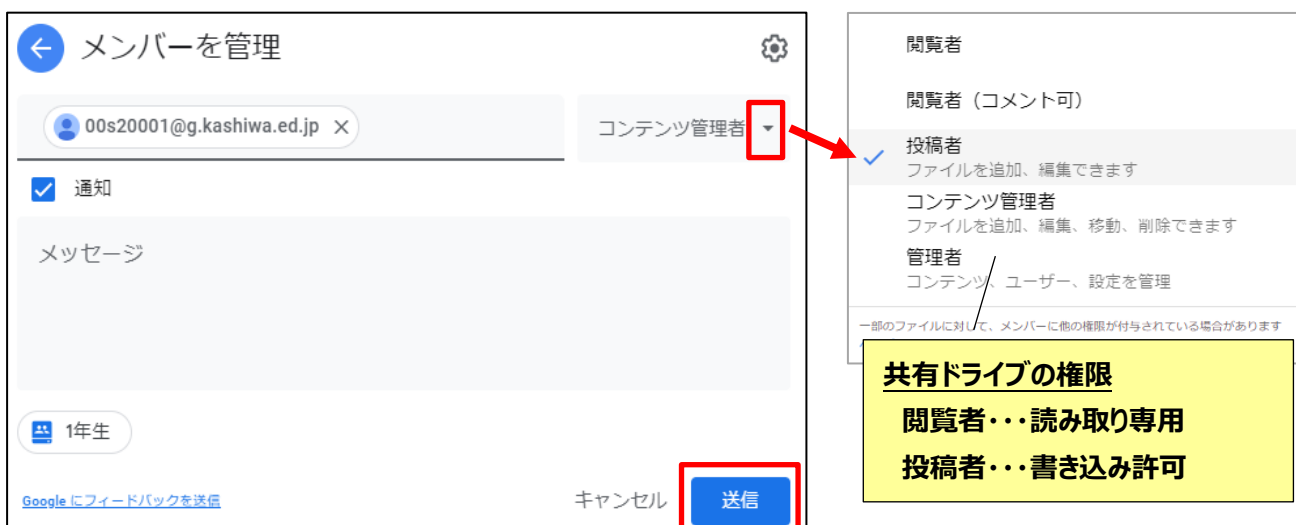 メンバーを管理
00s20001@g.kashiwa.ed.jp
コンテンツ管理者
通知
メッセージ
1年生
Google にフィードバックを送信
キャンセル
送信
閲覧者
閲覧者（コメント可）
投稿者
ファイルを追加、編集できます
コンテンツ管理者
ファイルを追加、編集、移動、削除できます
管理者
コンテンツ、ユーザー、設定を管理
一部のファイルに対して、メンバーに他の権限が付与されている場合があります
共有ドライブの権限
閲覧者・・・読み取り専用
投稿者・・・書き込み許可